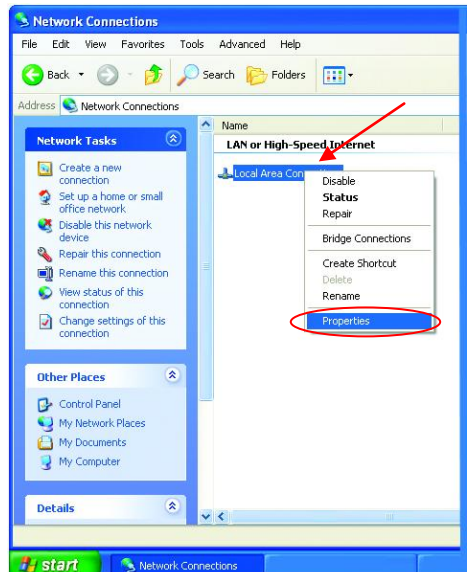 Network Connections
File Edit View Favorites Tools Advanced Help
Back Search Folders
Address Network Connections
Network Tasks
Create a new
connection
Set up a home or small
office network
Disable this network
device
Repair this connection
Rename this connection
View status of this
connection
Change settings of this
connection
Other Places
Control Panel
My Network Places
My Documents
My Computer
Details
Name
LAN or High-Speed Internet
Local Area Con
Disable
Status
Repair
Bridge Connections
Create Shortcut
Delete
Rename
Properties
start Network Connections